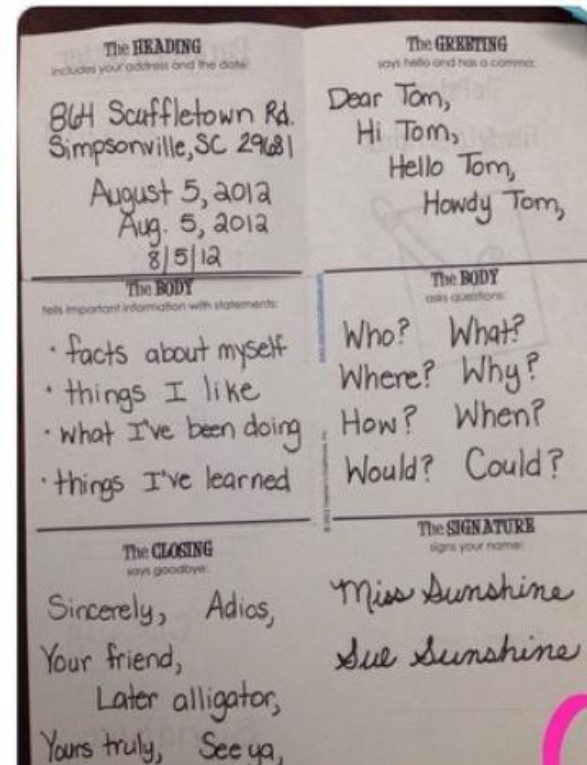 The HEADING
includes your address and the date:
864 Scuffletown Rd.
Simpsonville, SC 29681
August 5, 2012
Aug. 5, 2012
8/5/12
The GREETING
says hello and has a comma:
Dear Tom,
Hi Tom,
Hello Tom,
Howdy Tom,
The BODY
tells important information with statements:
· facts about myself
· things I like
· what I've been doing
· things I've learned
The BODY
asks questions:
Who? What?
Where? Why?
How? When?
Would? Could?
The CLOSING
says goodbye:
Sincerely, Adios,
Your friend,
Later alligator,
Yours truly, See ya,
The SIGNATURE
signs your name:
Miss Sunshine
Sue Sunshine